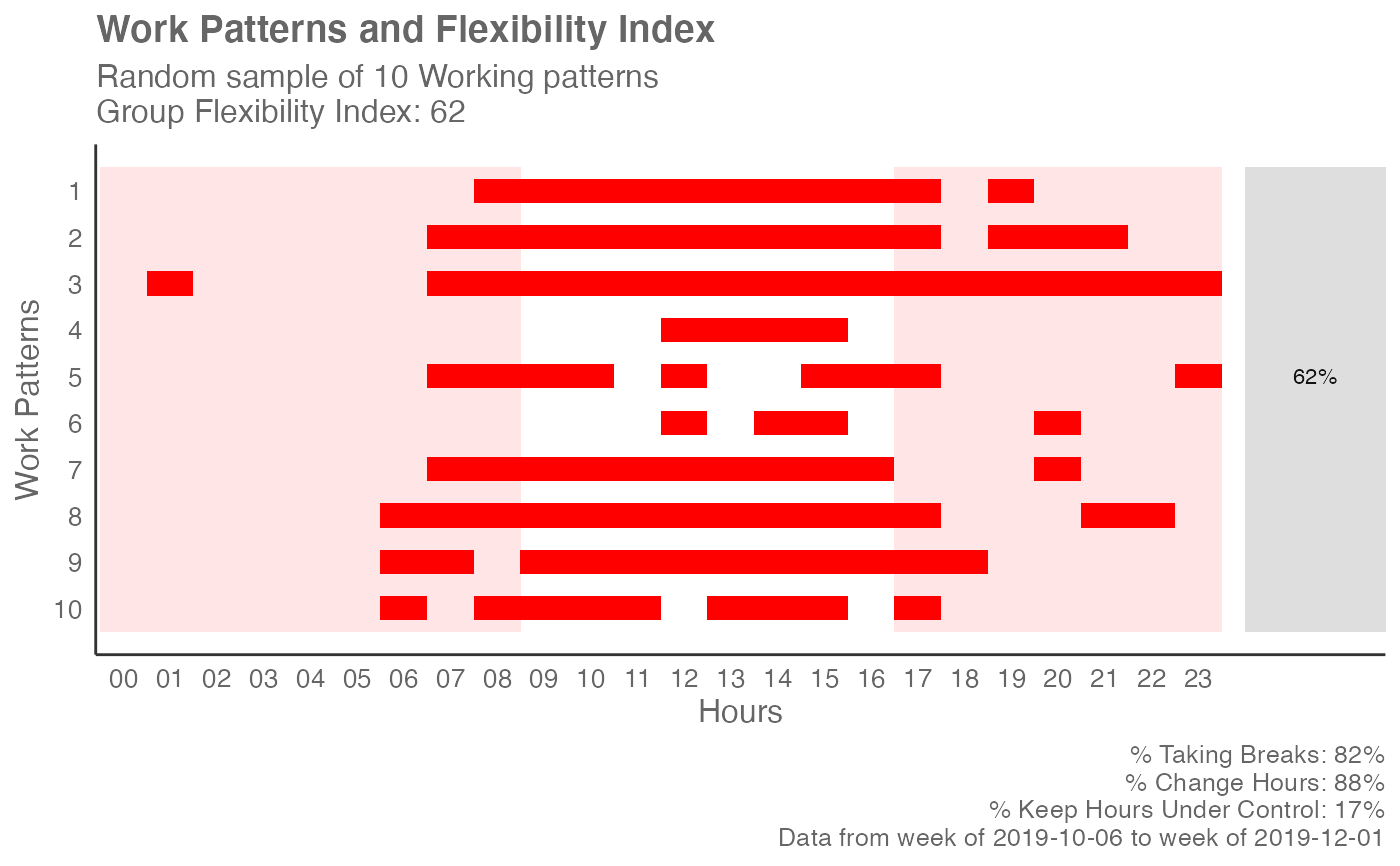 Work Patterns and Flexibility Index
Random sample of 10 Working patterns
Group Flexibility Index: 62
Work Patterns
1
2
3
4
5
6
7
8
9
10
62%
00 01 02 03 04 05 06 07 08 09 10 11 12 13 14 15 16 17 18 19 20 21 22 23
Hours
% Taking Breaks: 82%
% Change Hours: 88%
% Keep Hours Under Control: 17%
Data from week of 2019-10-06 to week of 2019-12-01